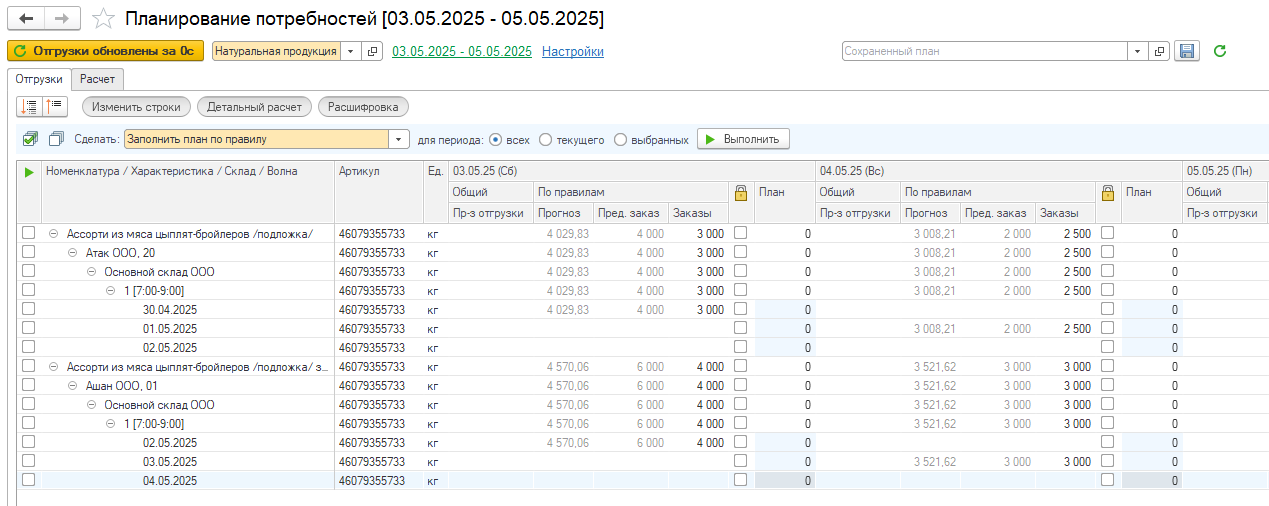 Планирование потребностей [03.05.2025 - 05.05.2025]
Отгрузки обновлены за 0с Натуральная продукция 03.05.2025 - 05.05.2025 Настройки Сохраненный план
Отгрузки Расчет
Изменить строки Детальный расчет Расшифровка
Сделать: Заполнить план по правилу для периода: всех текущего выбранных Выполнить
Номенклатура / Характеристика / Склад / Волна Артикул Ед. 03.05.25 (Сб) 04.05.25 (Вс) 05.05.25 (Пн)
Общий По правилам План Общий По правилам План Общий
Пр-з отгрузки Прогноз Пред. заказ Заказы Пр-з отгрузки Прогноз Пред. заказ Заказы Пр-з отгрузки
Ассорти из мяса цыплят-бройлеров /подложка/ 46079355733 кг 4 029,83 4 000 3 000 0 3 008,21 2 000 2 500 0
Атак ООО, 20 46079355733 кг 4 029,83 4 000 3 000 0 3 008,21 2 000 2 500 0
Основной склад ООО 46079355733 кг 4 029,83 4 000 3 000 0 3 008,21 2 000 2 500 0
1 [7:00-9:00] 46079355733 кг 4 029,83 4 000 3 000 0 3 008,21 2 000 2 500 0
30.04.2025 46079355733 кг 4 029,83 4 000 3 000 0 0
01.05.2025 46079355733 кг 0 3 008,21 2 000 2 500 0
02.05.2025 46079355733 кг 0 0
Ассорти из мяса цыплят-бройлеров /подложка/ з... 46079355733 кг 4 570,06 6 000 4 000 0 3 521,62 3 000 3 000 0
Ашан ООО, 01 46079355733 кг 4 570,06 6 000 4 000 0 3 521,62 3 000 3 000 0
Основной склад ООО 46079355733 кг 4 570,06 6 000 4 000 0 3 521,62 3 000 3 000 0
1 [7:00-9:00] 46079355733 кг 4 570,06 6 000 4 000 0 3 521,62 3 000 3 000 0
02.05.2025 46079355733 кг 4 570,06 6 000 4 000 0 0
03.05.2025 46079355733 кг 0 3 521,62 3 000 3 000 0
04.05.2025 46079355733 кг 0 0